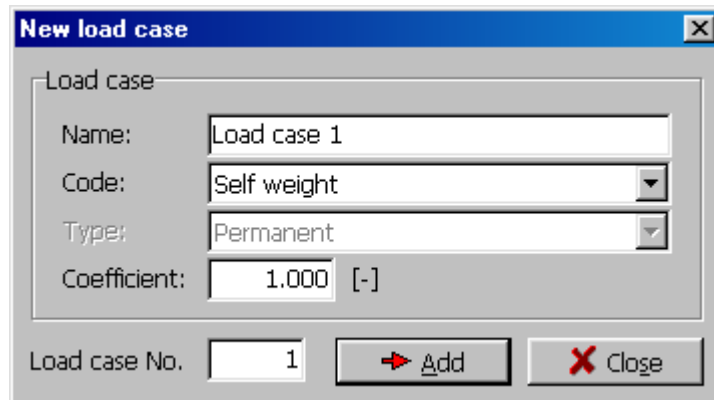 New load case
Load case
Name: Load case 1
Code: Self weight
Type: Permanent
Coefficient: 1.000 [-]
Load case No. 1 Add Close